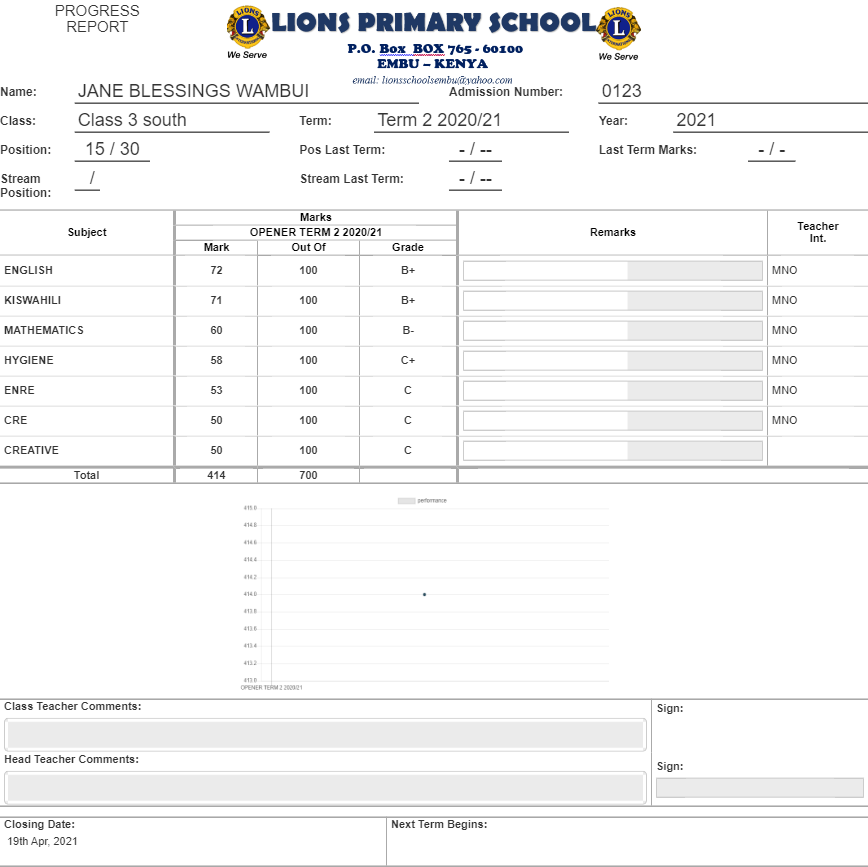 PROGRESS
REPORT
LIONS PRIMARY SCHOOL
L
LIONS
We Serve
L
LIONS
We Serve
P.O. Box BOX 765 - 60100
EMBU – KENYA
email: lionsschoolsembu@yahoo.com
Name: JANE BLESSINGS WAMBUI Admission Number: 0123
Class: Class 3 south Term: Term 2 2020/21 Year: 2021
Position: 15 / 30 Pos Last Term: - / -- Last Term Marks: - / -
Stream Position: / Stream Last Term: - / --
Subject Marks Remarks Teacher Int.
OPENER TERM 2 2020/21
Mark Out Of Grade
ENGLISH 72 100 B+ MNO
KISWAHILI 71 100 B+ MNO
MATHEMATICS 60 100 B- MNO
HYGIENE 58 100 C+ MNO
ENRE 53 100 C MNO
CRE 50 100 C MNO
CREATIVE 50 100 C
Total 414 700
performance
415.0
414.8
414.6
414.4
414.2
414.0
413.8
413.6
413.4
413.2
413.0
OPENER TERM 2 2020/21
Class Teacher Comments: Sign:
Head Teacher Comments: Sign:
Closing Date: Next Term Begins:
19th Apr, 2021